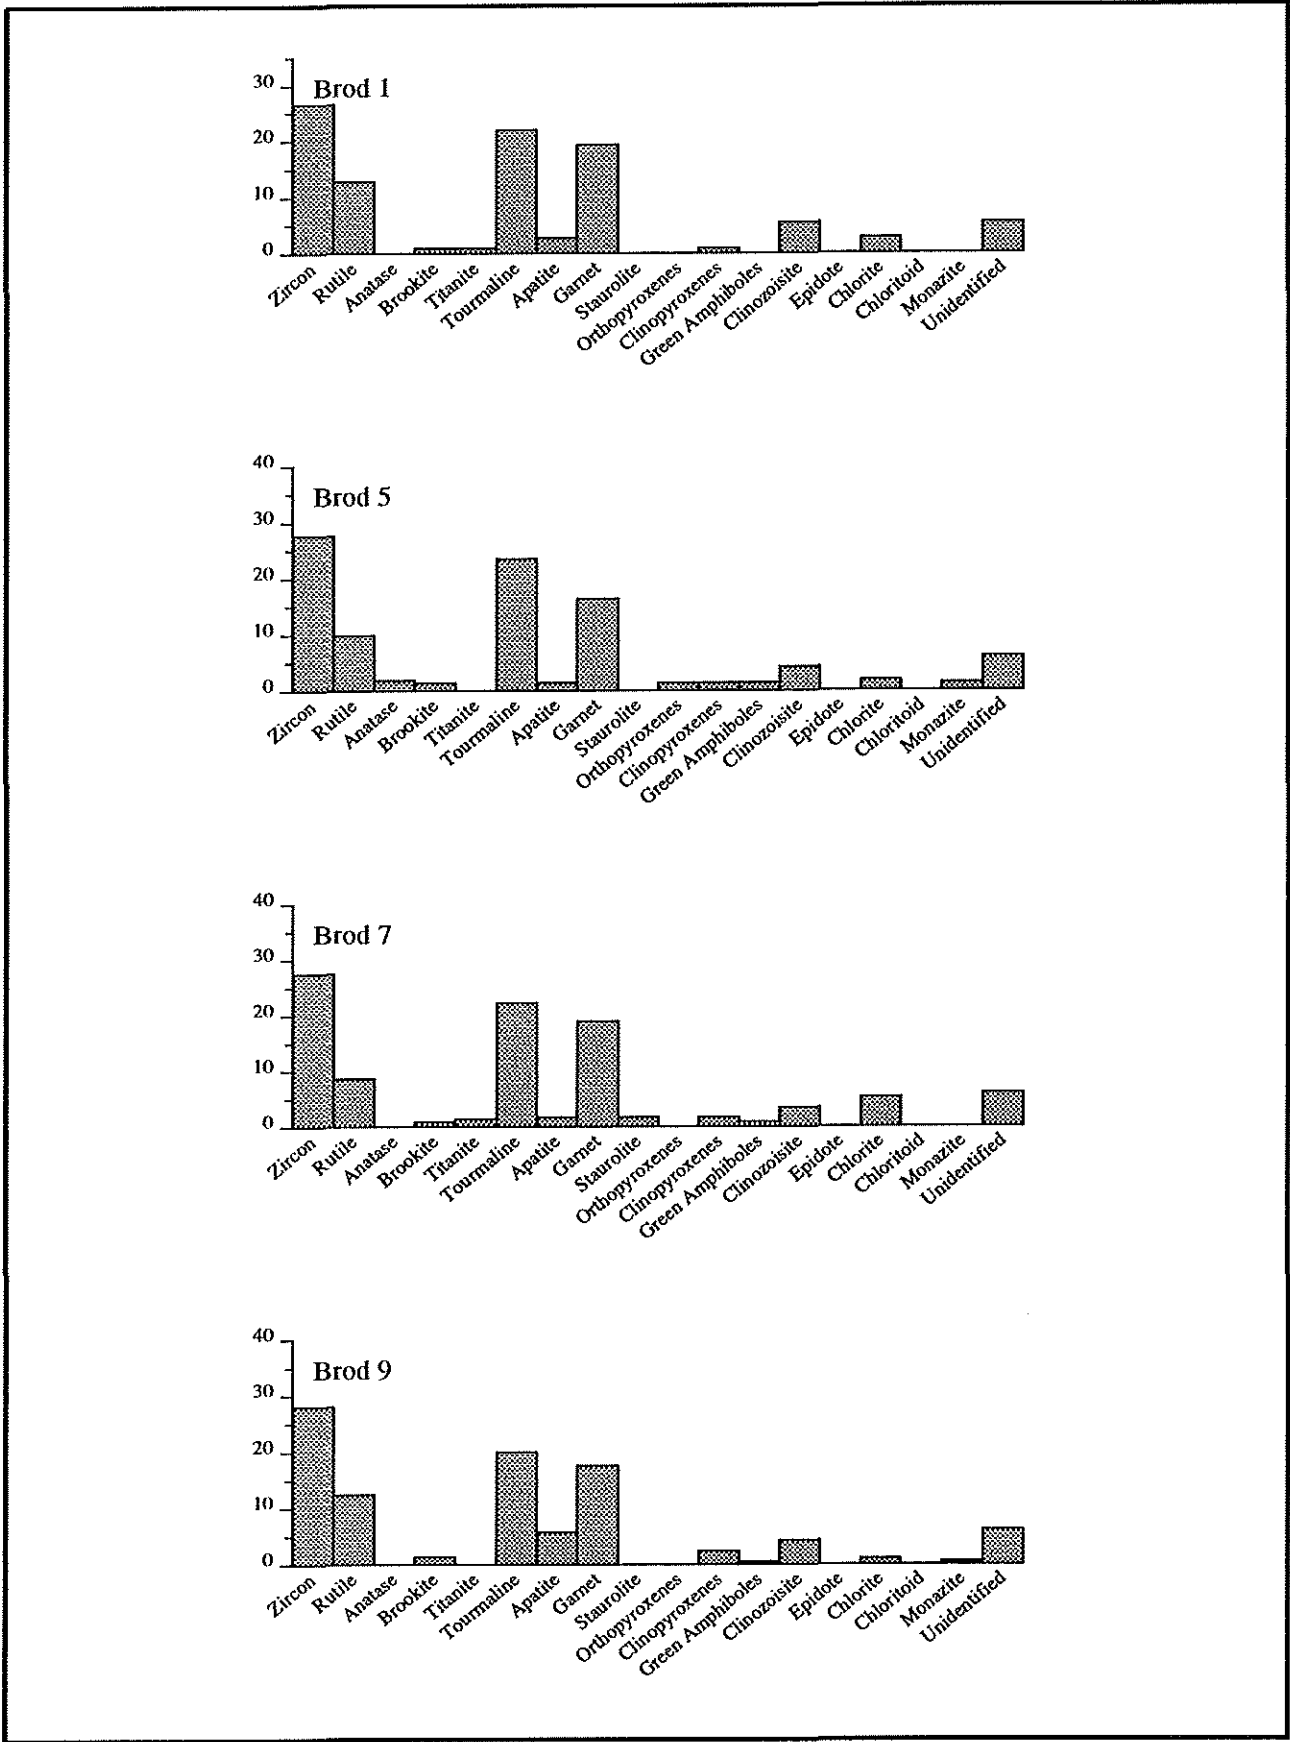 Brod 1
30
20
10
0
Zircon
Rutile
Anatase
Brookite
Titanite
Tourmaline
Apatite
Garnet
Staurolite
Orthopyroxenes
Clinopyroxenes
Green Amphiboles
Clinozoisite
Epidote
Chlorite
Chloritoid
Monazite
Unidentified
Brod 5
40
30
20
10
0
Zircon
Rutile
Anatase
Brookite
Titanite
Tourmaline
Apatite
Garnet
Staurolite
Orthopyroxenes
Clinopyroxenes
Green Amphiboles
Clinozoisite
Epidote
Chlorite
Chloritoid
Monazite
Unidentified
Brod 7
40
30
20
10
0
Zircon
Rutile
Anatase
Brookite
Titanite
Tourmaline
Apatite
Garnet
Staurolite
Orthopyroxenes
Clinopyroxenes
Green Amphiboles
Clinozoisite
Epidote
Chlorite
Chloritoid
Monazite
Unidentified
Brod 9
40
30
20
10
0
Zircon
Rutile
Anatase
Brookite
Titanite
Tourmaline
Apatite
Garnet
Staurolite
Orthopyroxenes
Clinopyroxenes
Green Amphiboles
Clinozoisite
Epidote
Chlorite
Chloritoid
Monazite
Unidentified